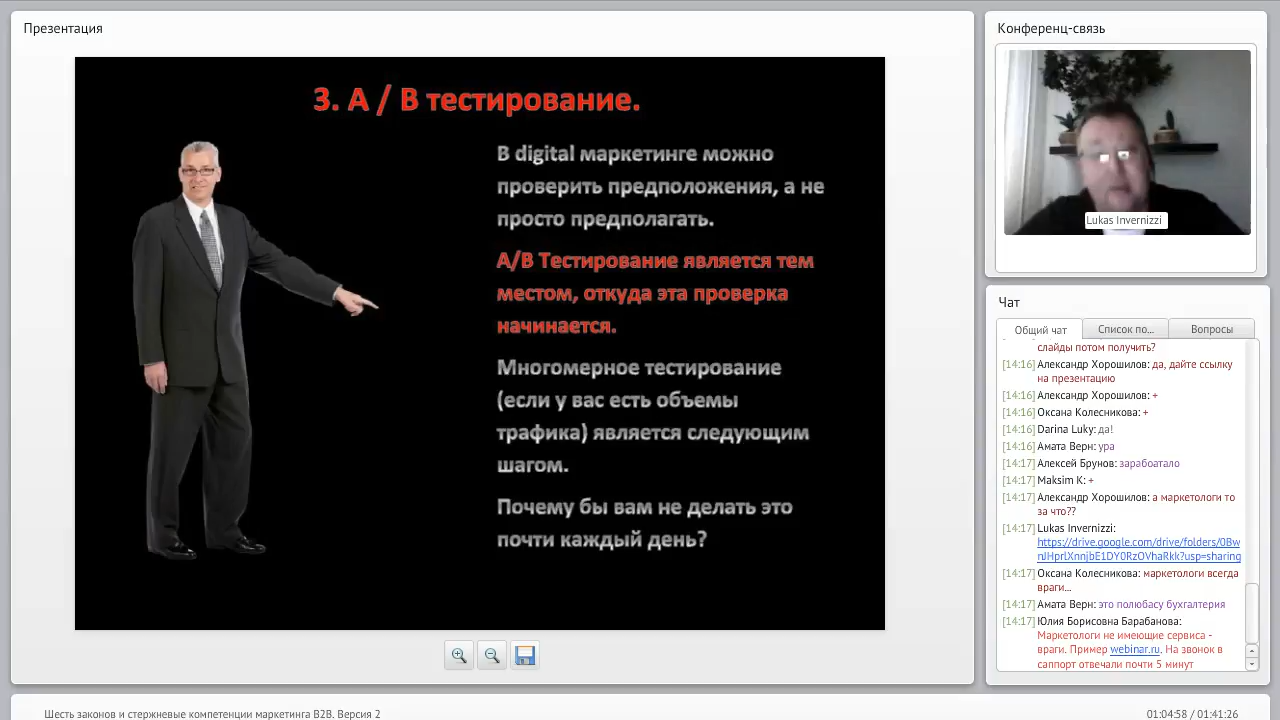 Презентация
3. А / В тестирование.
В digital маркетинге можно
проверить предположения, а не
просто предполагать.
А/В Тестирование является тем
местом, откуда эта проверка
начинается.
Многомерное тестирование
(если у вас есть объемы
трафика) является следующим
шагом.
Почему бы вам не делать это
почти каждый день?
Конференц-связь
Lukas Invernizzi
Чат
Общий чат
Список по...
Вопросы
слайды потом получить?
[14:16] Александр Хорошилов: да, дайте ссылку
на презентацию
[14:16] Александр Хорошилов: +
[14:16] Оксана Колесникова: +
[14:16] Darina Luky: да!
[14:16] Амата Верн: ура
[14:17] Алексей Брунов: зарабоатало
[14:17] Maksim K: +
[14:17] Александр Хорошилов: а маркетологи то
за что??
[14:17] Lukas Invernizzi:
https://drive.google.com/drive/folders/0Bw
nJHprlXnnjbE1DY0RzOVhaRkk?usp=sharing
[14:17] Оксана Колесникова: маркетологи всегда
враги...
[14:17] Амата Верн: это полюбасу бухгалтерия
[14:17] Юлия Борисовна Барабанова:
Маркетологи не имеющие сервиса -
враги. Пример webinar.ru. На звонок в
саппорт отвечали почти 5 минут
Шесть законов и стержневые компетенции маркетинга B2B. Версия 2
01:04:58 / 01:41:26